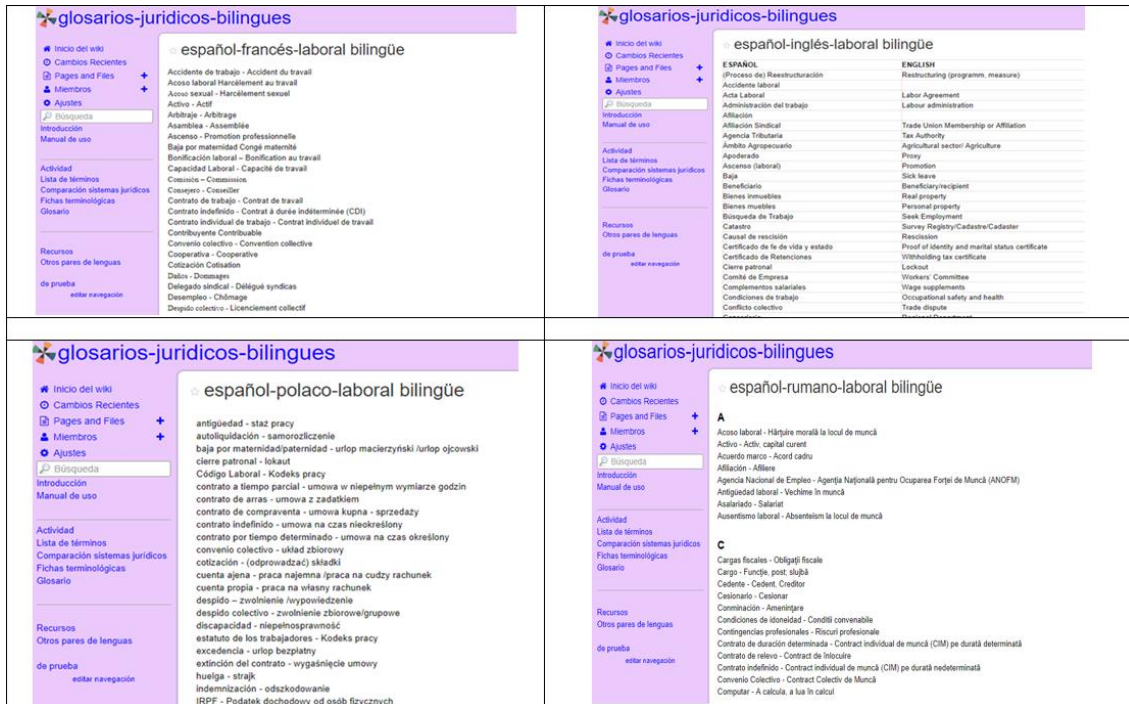 glosarios-juridicos-bilingues
Inicio del wiki
Cambios Recientes
Pages and Files +
Miembros +
Ajustes
Búsqueda
Introducción
Manual de uso
Actividad
Lista de términos
Comparación sistemas jurídicos
Fichas terminológicas
Glosario
Recursos
Otros pares de lenguas
de prueba
editar navegación
español-francés-laboral bilingüe
Accidente de trabajo - Accident du travail
Acoso laboral Harcèlement au travail
Acoso sexual - Harcèlement sexuel
Activo - Actif
Arbitraje - Arbitrage
Asamblea - Assemblée
Ascenso - Promotion professionnelle
Baja por maternidad Congé maternité
Bonificación laboral – Bonification au travail
Capacidad Laboral - Capacité de travail
Comisión – Commission
Consejero - Conseiller
Contrato de trabajo - Contrat de travail
Contrato indefinido - Contrat à durée indéterminée (CDI)
Contrato individual de trabajo - Contrat individuel de travail
Contribuyente Contribuable
Convenio colectivo - Convention collective
Cooperativa - Cooperative
Cotización Cotisation
Daños - Dommages
Delegado sindical - Délégué syndicas
Desempleo - Chômage
Despido colectivo - Licenciement collectif
glosarios-juridicos-bilingues
Inicio del wiki
Cambios Recientes
Pages and Files +
Miembros +
Ajustes
Búsqueda
Introducción
Manual de uso
Actividad
Lista de términos
Comparación sistemas jurídicos
Fichas terminológicas
Glosario
Recursos
Otros pares de lenguas
de prueba
editar navegación
español-inglés-laboral bilingüe
ESPAÑOL ENGLISH
(Proceso de) Reestructuración Restructuring (programm, measure)
Accidente laboral
Acta Laboral Labor Agreement
Administración del trabajo Labour administration
Afiliación
Afiliación Sindical Trade Union Membership or Affiliation
Agencia Tributaria Tax Authority
Ámbito Agropecuario Agricultural sector/ Agriculture
Apoderado Proxy
Ascenso (laboral) Promotion
Baja Sick leave
Beneficiario Beneficiary/recipient
Bienes inmuebles Real property
Bienes muebles Personal property
Búsqueda de Trabajo Seek Employment
Catastro Survey Registry/Cadastre/Cadaster
Causal de rescisión Rescission
Certificado de fe de vida y estado Proof of identity and marital status certificate
Certificado de Retenciones Withholding tax certificate
Cierre patronal Lockout
Comité de Empresa Workers' Committee
Complementos salariales Wage supplements
Condiciones de trabajo Occupational safety and health
Conflicto colectivo Trade dispute
glosarios-juridicos-bilingues
Inicio del wiki
Cambios Recientes
Pages and Files +
Miembros +
Ajustes
Búsqueda
Introducción
Manual de uso
Actividad
Lista de términos
Comparación sistemas jurídicos
Fichas terminológicas
Glosario
Recursos
Otros pares de lenguas
de prueba
editar navegación
español-polaco-laboral bilingüe
antigüedad - staż pracy
autoliquidación - samorozliczenie
baja por maternidad/paternidad - urlop macierzyński /urlop ojcowski
cierre patronal - lokaut
Código Laboral - Kodeks pracy
contrato a tiempo parcial - umowa w niepełnym wymiarze godzin
contrato de arras - umowa z zadatkiem
contrato de compraventa - umowa kupna - sprzedaży
contrato indefinido - umowa na czas nieokreślony
contrato por tiempo determinado - umowa na czas określony
convenio colectivo - układ zbiorowy
cotización - (odprowadzać) składki
cuenta ajena - praca najemna /praca na cudzy rachunek
cuenta propia - praca na własny rachunek
despido – zwolnienie /wypowiedzenie
despido colectivo - zwolnienie zbiorowe/grupowe
discapacidad - niepełnosprawność
estatuto de los trabajadores - Kodeks pracy
excedencia - urlop bezpłatny
extinción del contrato - wygaśnięcie umowy
huelga - strajk
indemnización - odszkodowanie
IRPF - Podatek dochodowy od osób fizycznych
glosarios-juridicos-bilingues
Inicio del wiki
Cambios Recientes
Pages and Files +
Miembros +
Ajustes
Búsqueda
Introducción
Manual de uso
Actividad
Lista de términos
Comparación sistemas jurídicos
Fichas terminológicas
Glosario
Recursos
Otros pares de lenguas
de prueba
editar navegación
español-rumano-laboral bilingüe
A
Acoso laboral - Hărțuire morală la locul de muncă
Activo - Activ, capital curent
Acuerdo marco - Acord cadru
Afiliación - Afiliere
Agencia Nacional de Empleo - Agenția Națională pentru Ocuparea Forței de Muncă (ANOFM)
Antigüedad laboral - Vechime în muncă
Asalariado - Salariat
Ausentismo laboral - Absenteism la locul de muncă
C
Cargas fiscales - Obligații fiscale
Cargo - Funcție, post, slujbă
Cedente - Cedent, Creditor
Cesionario - Cesionar
Conminación - Amenințare
Condiciones de idoneidad - Conditii convenabile
Contingencias profesionales - Riscuri profesionale
Contrato de duración determinada - Contract individual de muncă (CIM) pe durată determinată
Contrato de relevo - Contract de înlocuire
Contrato indefinido - Contract individual de muncă (CIM) pe durată nedeterminată
Convenio Colectivo - Contract Colectiv de Muncă
Computar - A calcula, a lua în calcul